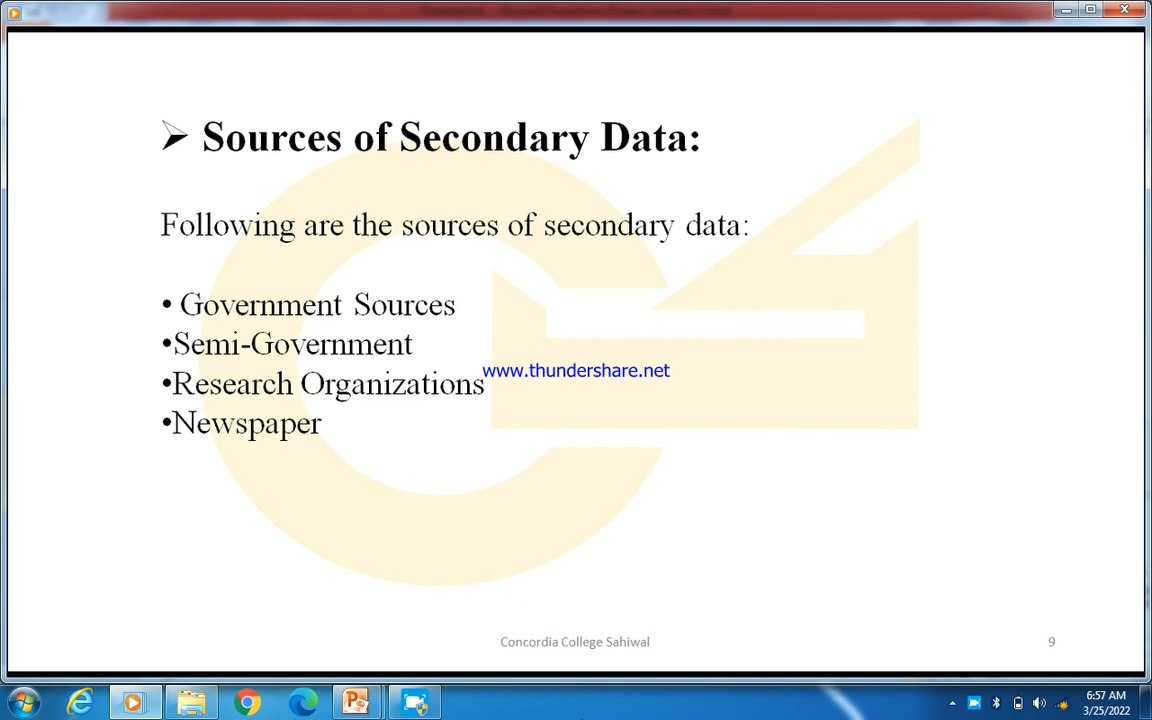 ➢ Sources of Secondary Data:
Following are the sources of secondary data:
• Government Sources
•Semi-Government
www.thundershare.net
•Research Organizations
•Newspaper
Concordia College Sahiwal
9
6:57 AM
3/25/2022